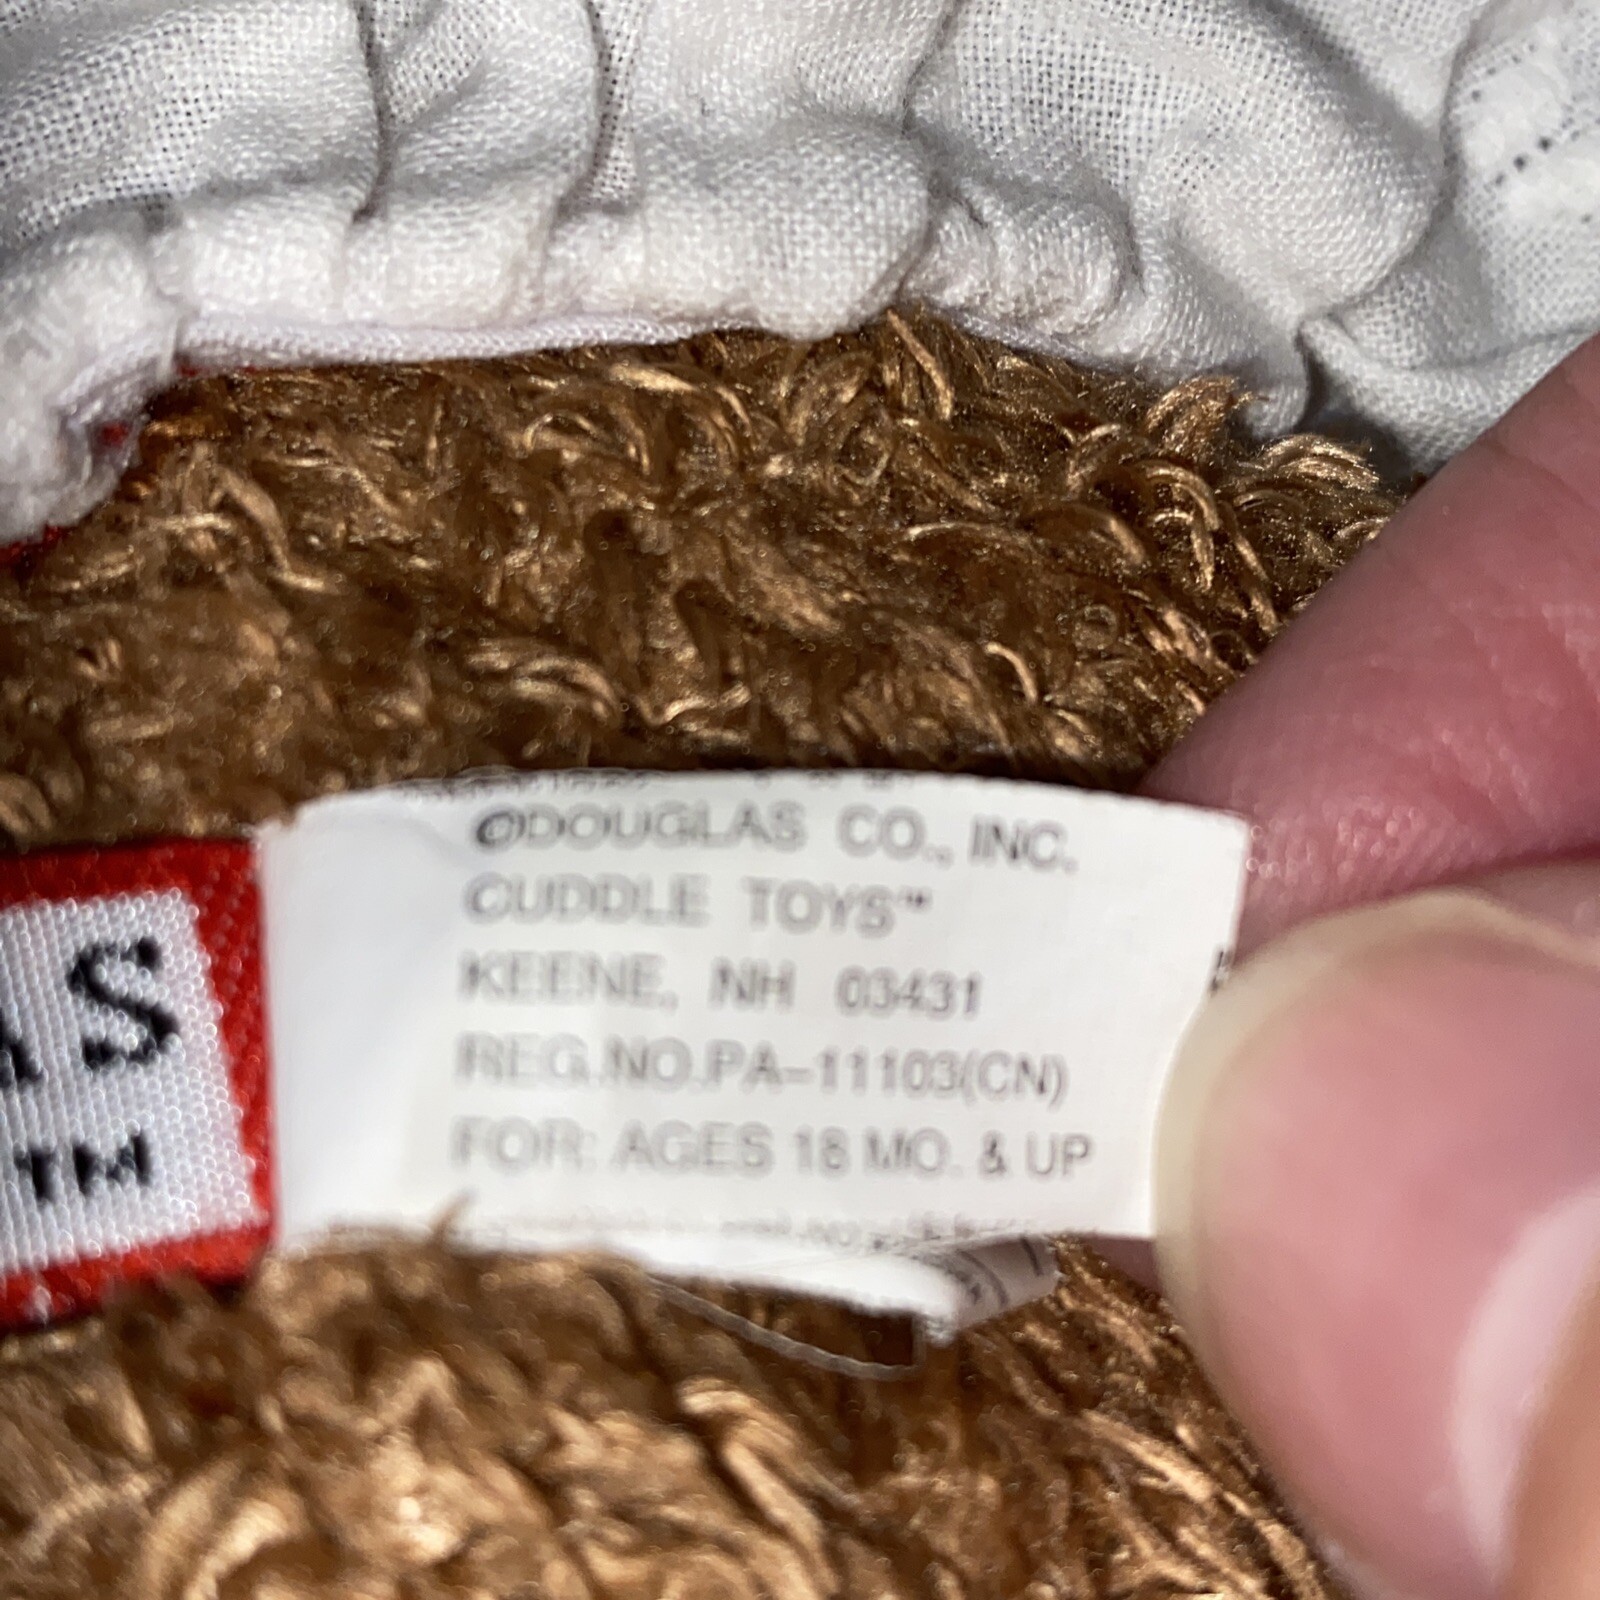 ©DOUGLAS CO., INC.
CUDDLE TOYS™
KEENE, NH 03431
REG.NO.PA-11103(CN)
FOR: AGES 18 MO. & UP
AS
TM